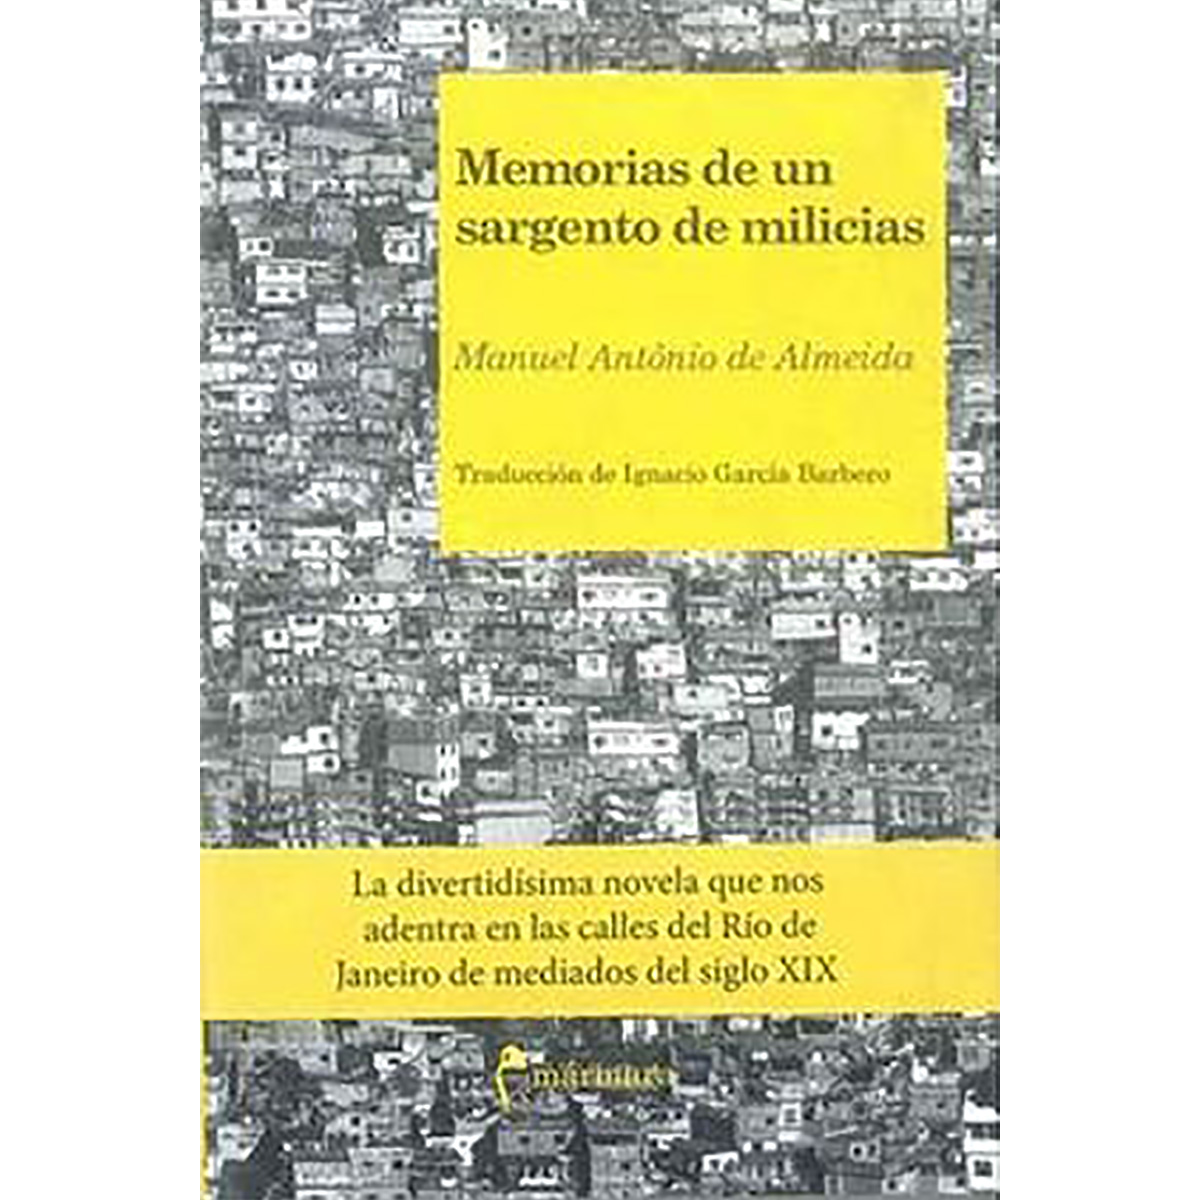 Memorias de un
sargento de milicias
Manuel Antônio de Almeida
Traducción de Ignacio García Barbero
La divertidísima novela que nos
adentra en las calles del Río de
Janeiro de mediados del siglo XIX